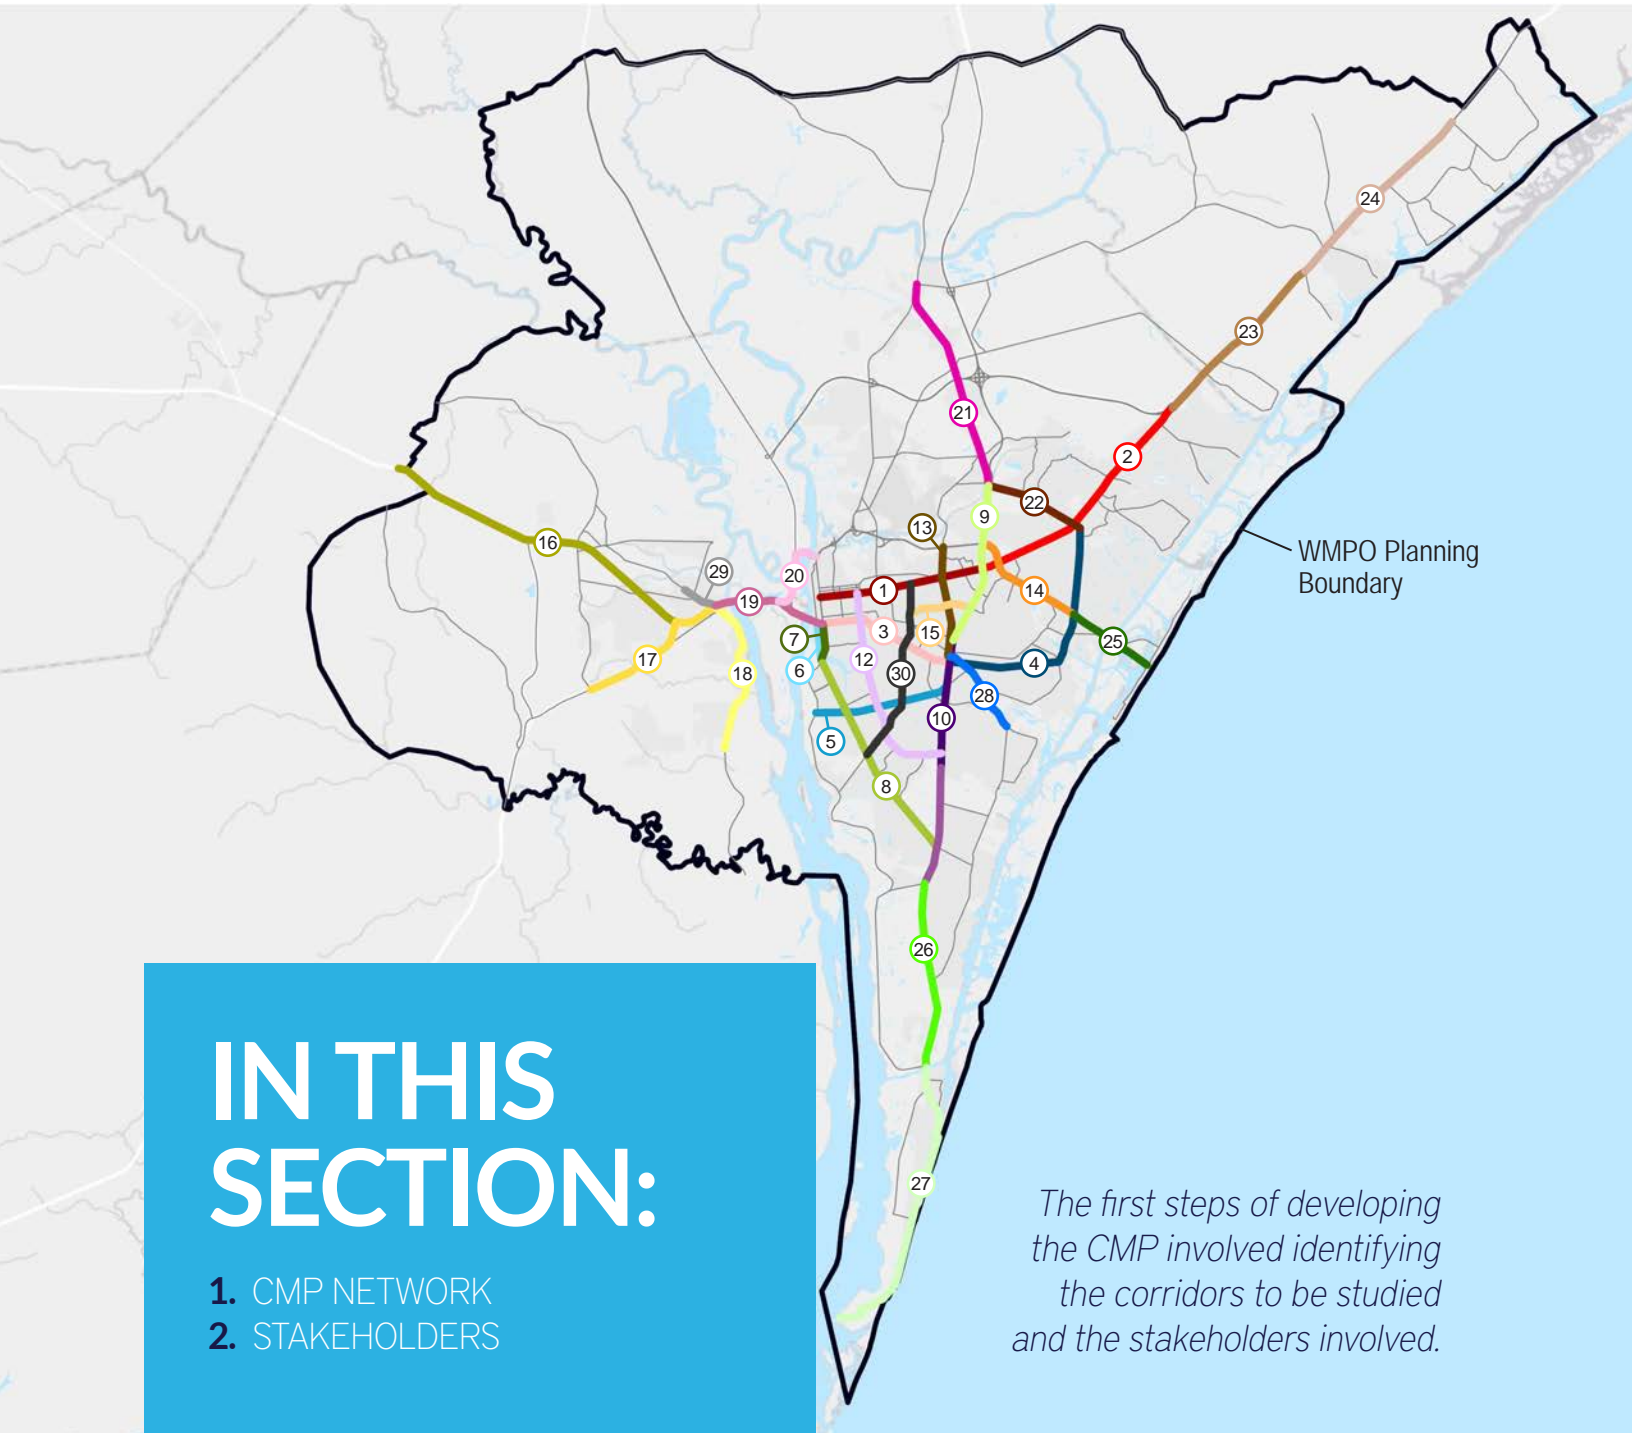 24
23
21
2
22
9
13
16
WMPO Planning
Boundary
29
20
1
14
19
3
15
7
25
12
17
6
4
18
30
28
10
5
8
26
IN THIS
SECTION:
27
The first steps of developing
the CMP involved identifying
the corridors to be studied
and the stakeholders involved.
1. CMP NETWORK
2. STAKEHOLDERS